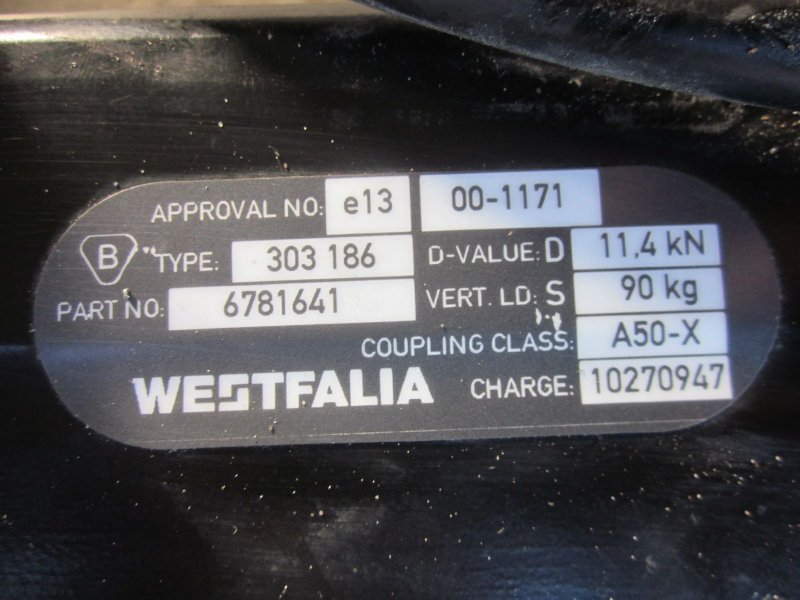 APPROVAL NO: e13 00-1171
B TYPE: 303 186 D-VALUE: D 11,4 kN
PART NO: 6781641 VERT. LD: S 90 kg
COUPLING CLASS: A50-X
WESTFALIA CHARGE: 10270947